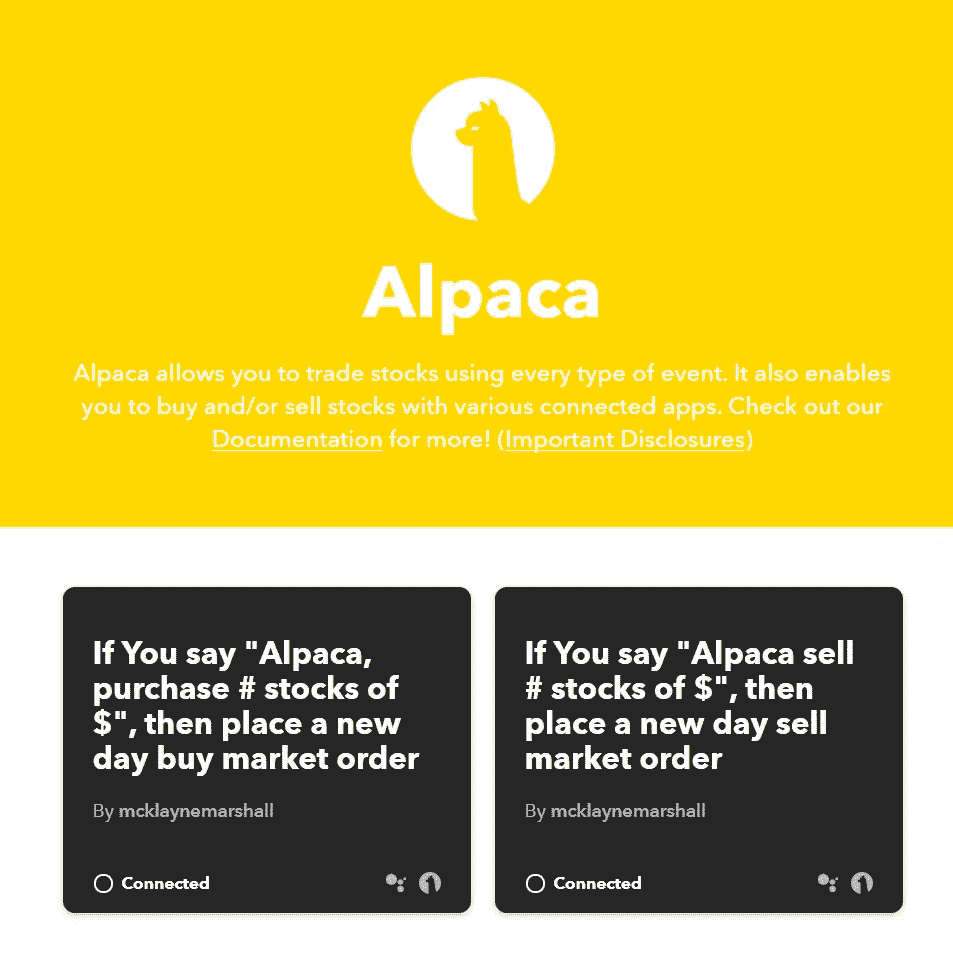 Alpaca
Alpaca allows you to trade stocks using every type of event. It also enables
you to buy and/or sell stocks with various connected apps. Check out our
Documentation for more! (Important Disclosures)
If You say "Alpaca,
purchase # stocks of
$", then place a new
day buy market order
By mcklaynemarshall
Connected
If You say "Alpaca sell
# stocks of $", then
place a new day sell
market order
By mcklaynemarshall
Connected